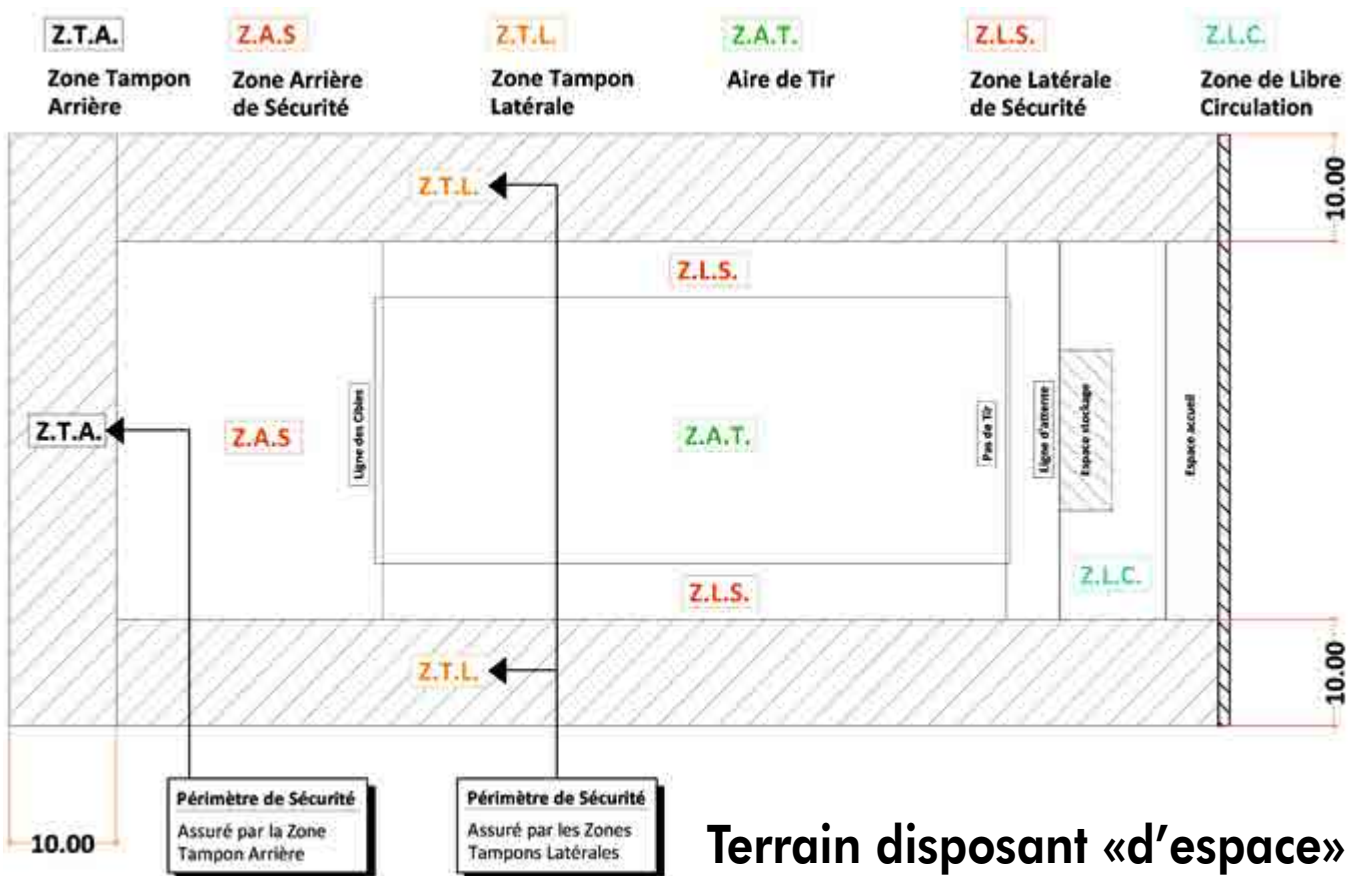 Z.T.A.
Zone Tampon
Arrière
Z.A.S
Zone Arrière
de Sécurité
Z.T.L.
Zone Tampon
Latérale
Z.A.T.
Aire de Tir
Z.L.S.
Zone Latérale
de Sécurité
Z.L.C.
Zone de Libre
Circulation
Z.T.L.
10.00
Z.L.S.
Z.T.A.
Z.A.S
Ligne des Cibles
Z.A.T.
Pas de Tir
Ligne d'attente
Espace stockage
Espace accueil
Z.L.C.
Z.L.S.
Z.T.L.
10.00
10.00
Périmètre de Sécurité
Assuré par la Zone
Tampon Arrière
Périmètre de Sécurité
Assuré par les Zones
Tampons Latérales
Terrain disposant «d'espace»